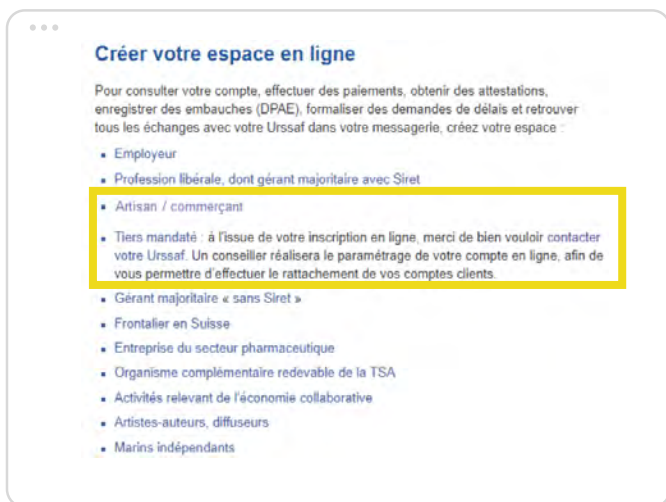 Créer votre espace en ligne
Pour consulter votre compte, effectuer des paiements, obtenir des attestations,
enregistrer des embauches (DPAE), formaliser des demandes de délais et retrouver
tous les échanges avec votre Urssaf dans votre messagerie, créez votre espace :
Employeur
Profession libérale, dont gérant majoritaire avec Siret
Artisan / commerçant
Tiers mandaté : à l'issue de votre inscription en ligne, merci de bien vouloir contacter
votre Urssaf. Un conseiller réalisera le paramétrage de votre compte en ligne, afin de
vous permettre d'effectuer le rattachement de vos comptes clients.
Gérant majoritaire « sans Siret »
Frontalier en Suisse
Entreprise du secteur pharmaceutique
Organisme complémentaire redevable de la TSA
Activités relevant de l'économie collaborative
Artistes-auteurs, diffuseurs
Marins indépendants